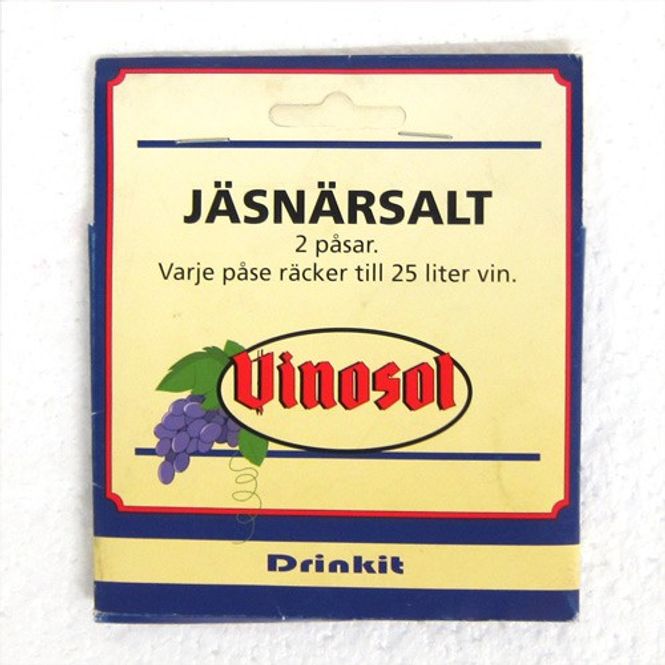 JÄSNÄRSALT
2 påsar.
Varje påse räcker till 25 liter vin.
Vinosol
Drinkit